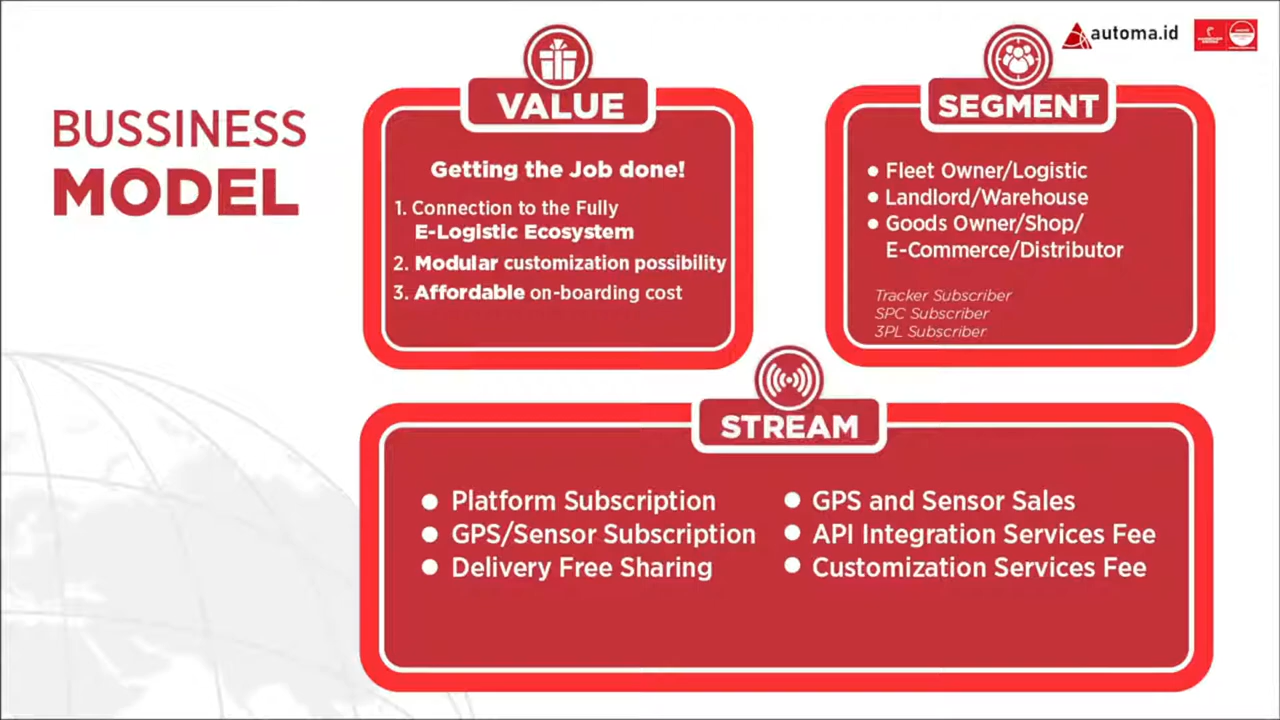 automa.id
BUSSINESS
MODEL
VALUE
Getting the Job done!
1. Connection to the Fully
E-Logistic Ecosystem
2. Modular customization possibility
3. Affordable on-boarding cost
SEGMENT
● Fleet Owner/Logistic
● Landlord/Warehouse
● Goods Owner/Shop/
E-Commerce/Distributor
Tracker Subscriber
SPC Subscriber
3PL Subscriber
STREAM
● Platform Subscription
● GPS/Sensor Subscription
● Delivery Free Sharing
● GPS and Sensor Sales
● API Integration Services Fee
● Customization Services Fee